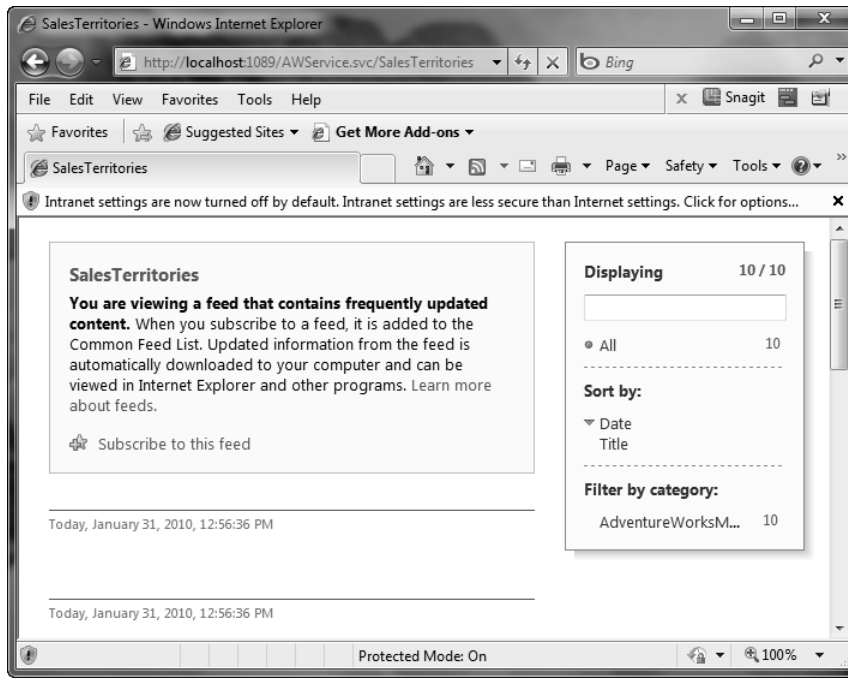 SalesTerritories - Windows Internet Explorer
http://localhost:1089/AWService.svc/SalesTerritories
Bing
File Edit View Favorites Tools Help
Snagit
Favorites Suggested Sites Get More Add-ons
SalesTerritories
Page Safety Tools
Intranet settings are now turned off by default. Intranet settings are less secure than Internet settings. Click for options...
SalesTerritories
You are viewing a feed that contains frequently updated
content. When you subscribe to a feed, it is added to the
Common Feed List. Updated information from the feed is
automatically downloaded to your computer and can be
viewed in Internet Explorer and other programs. Learn more
about feeds.
Subscribe to this feed
Today, January 31, 2010, 12:56:36 PM
Today, January 31, 2010, 12:56:36 PM
Displaying 10 / 10
All 10
Sort by:
Date
Title
Filter by category:
AdventureWorksM... 10
Protected Mode: On
100%